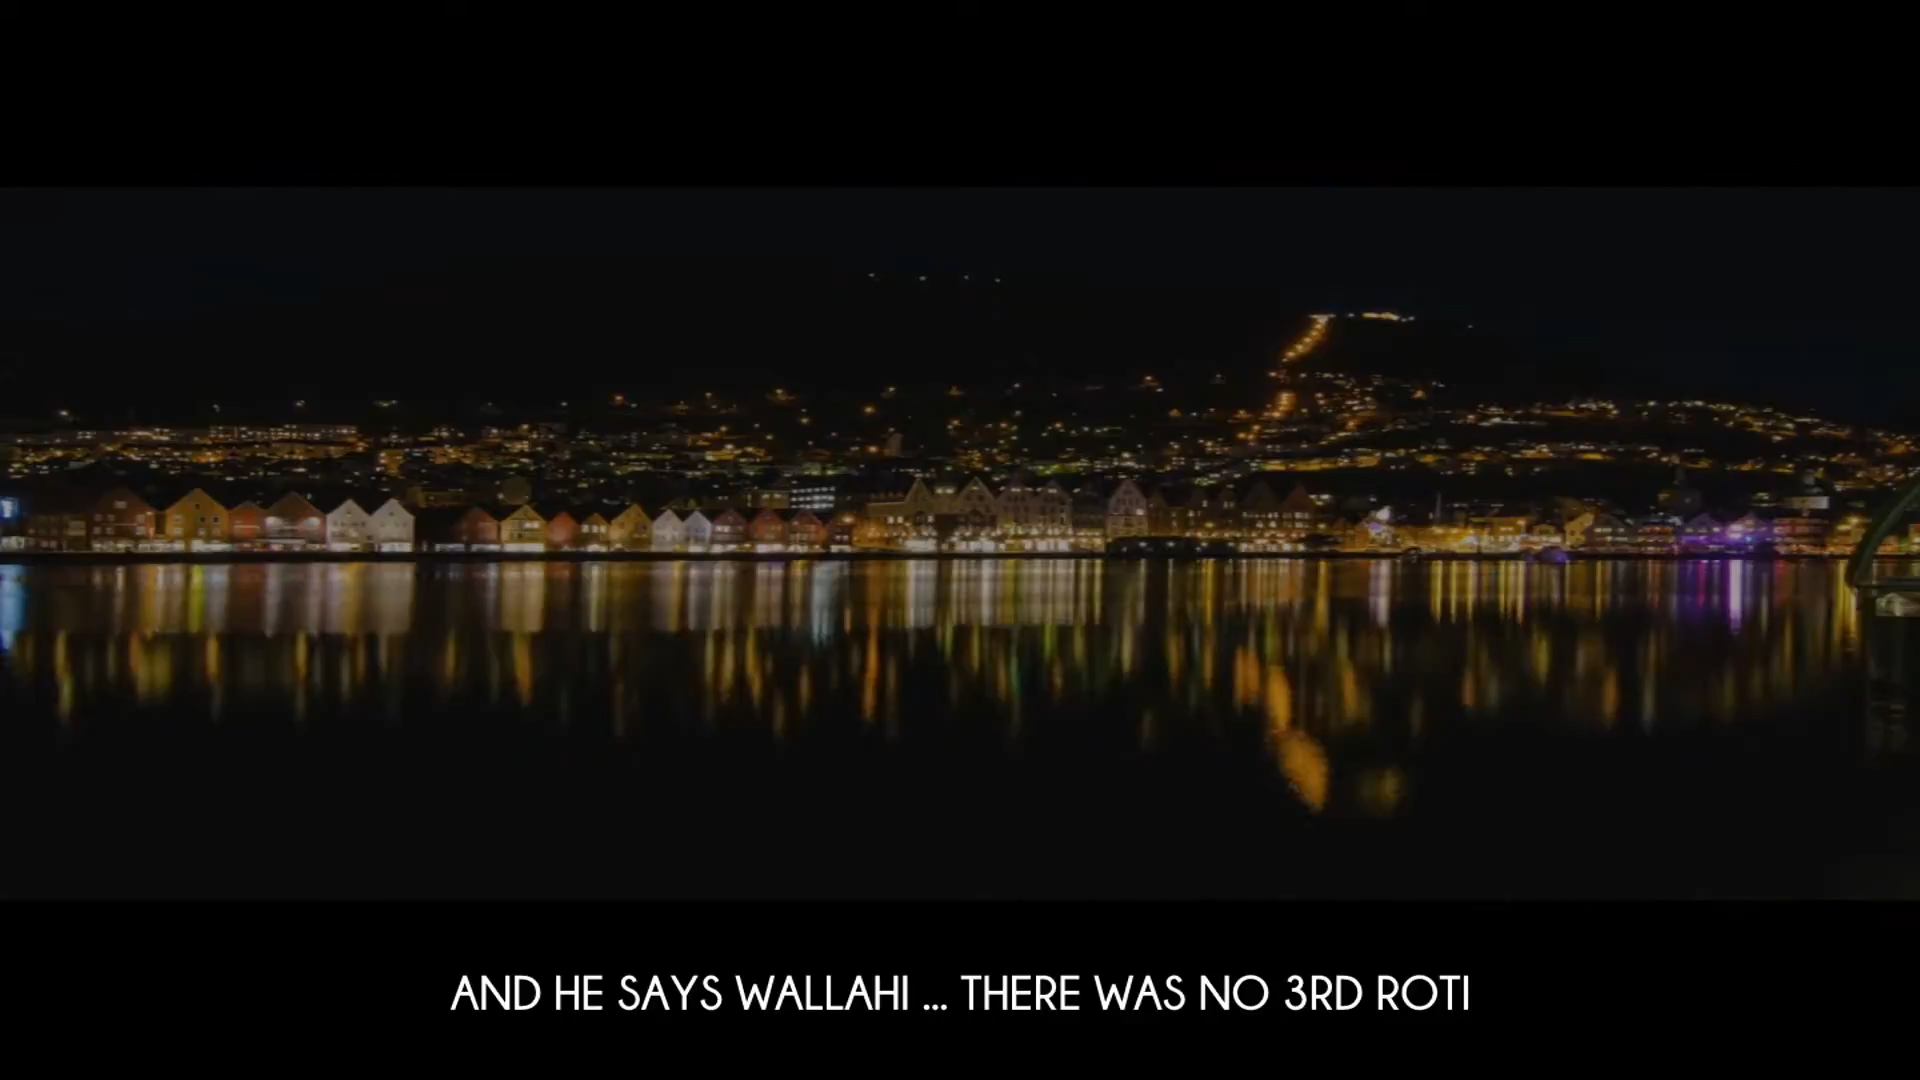 AND HE SAYS WALLAHI ... THERE WAS NO 3RD ROTI